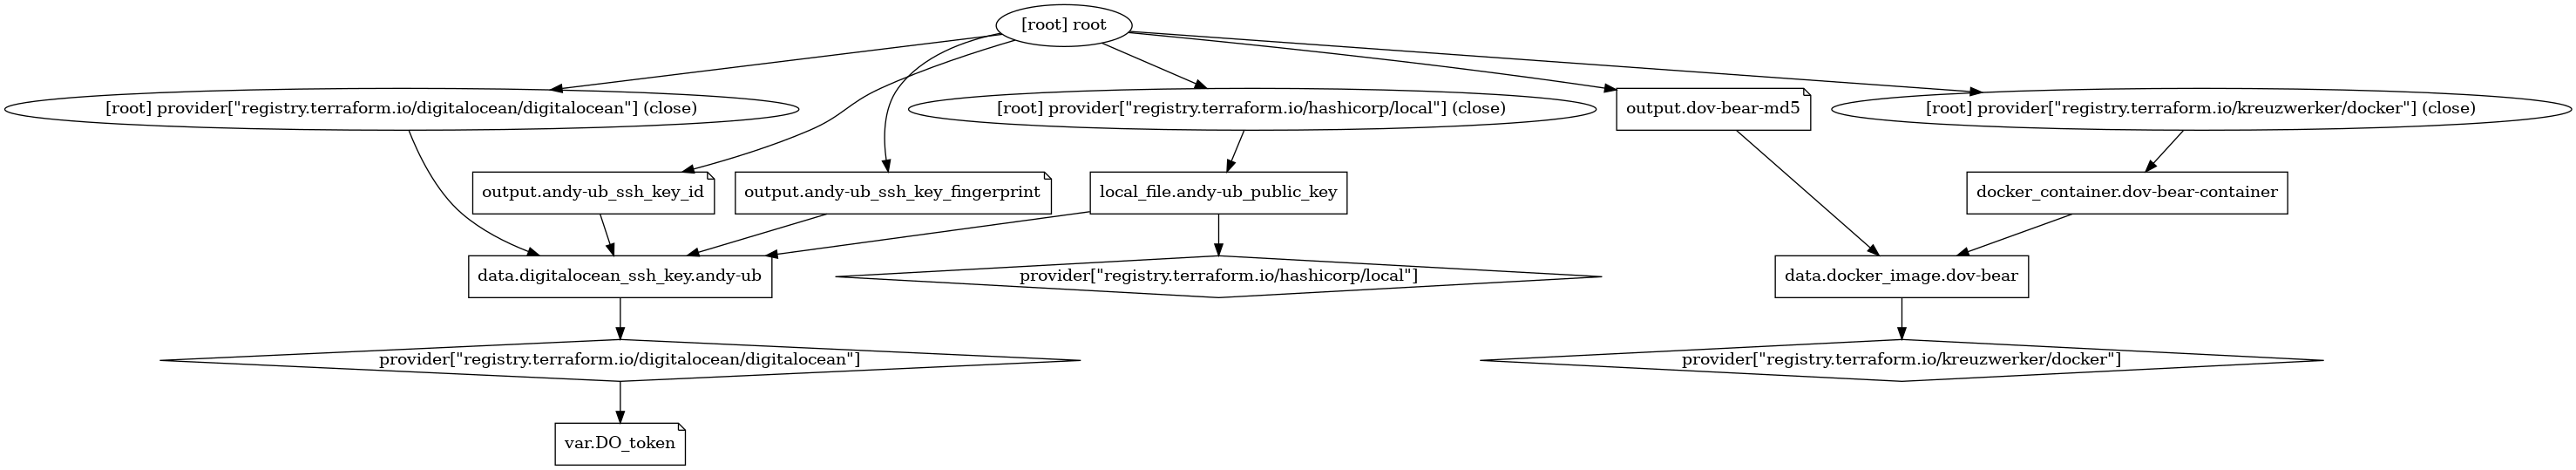 [root] root
[root] provider["registry.terraform.io/digitalocean/digitalocean"] (close)
[root] provider["registry.terraform.io/hashicorp/local"] (close)
output.dov-bear-md5
[root] provider["registry.terraform.io/kreuzwerker/docker"] (close)
output.andy-ub_ssh_key_id
output.andy-ub_ssh_key_fingerprint
local_file.andy-ub_public_key
docker_container.dov-bear-container
data.digitalocean_ssh_key.andy-ub
provider["registry.terraform.io/hashicorp/local"]
data.docker_image.dov-bear
provider["registry.terraform.io/digitalocean/digitalocean"]
provider["registry.terraform.io/kreuzwerker/docker"]
var.DO_token